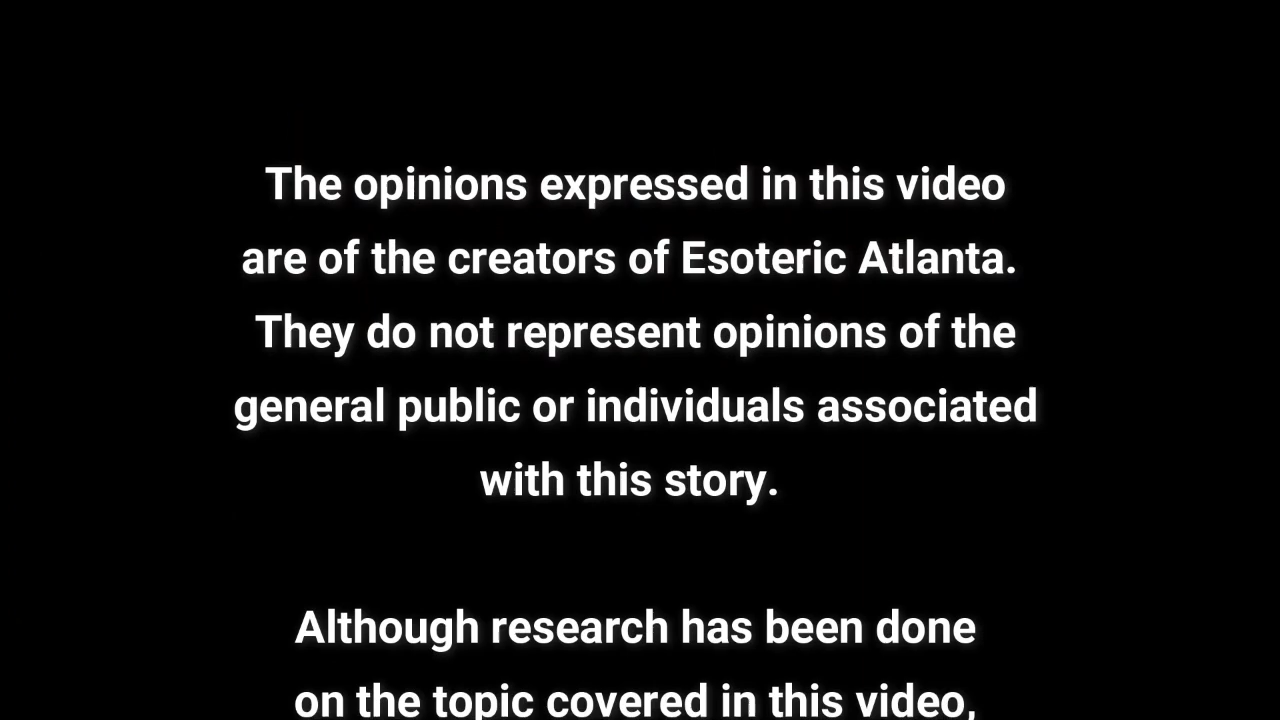 The opinions expressed in this video
are of the creators of Esoteric Atlanta.
They do not represent opinions of the
general public or individuals associated
with this story.
Although research has been done
on the topic covered in this video,